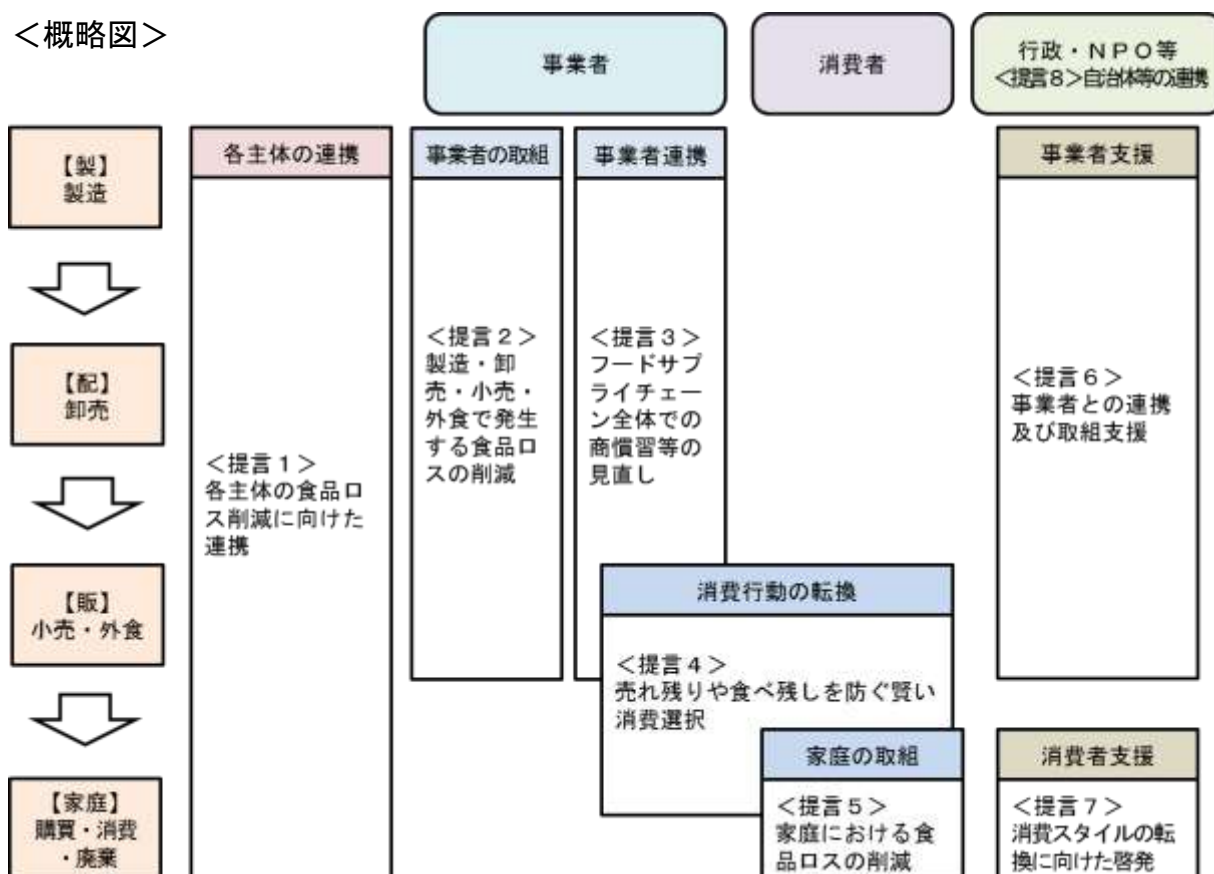 ＜概略図＞
事業者
消費者
行政・ＮＰＯ等
＜提言８＞自治体等の連携
【製】
製造
【配】
卸売
【販】
小売・外食
【家庭】
購買・消費
・廃棄
各主体の連携
＜提言１＞
各主体の食品ロ
ス削減に向けた
連携
事業者の取組
＜提言２＞
製造・卸
売・小売・
外食で発生
する食品ロ
スの削減
事業者連携
＜提言３＞
フードサプ
ライチェー
ン全体での
商慣習等の
見直し
消費行動の転換
＜提言４＞
売れ残りや食べ残しを防ぐ賢い
消費選択
家庭の取組
＜提言５＞
家庭における食
品ロスの削減
事業者支援
＜提言６＞
事業者との連携
及び取組支援
消費者支援
＜提言７＞
消費スタイルの転
換に向けた啓発